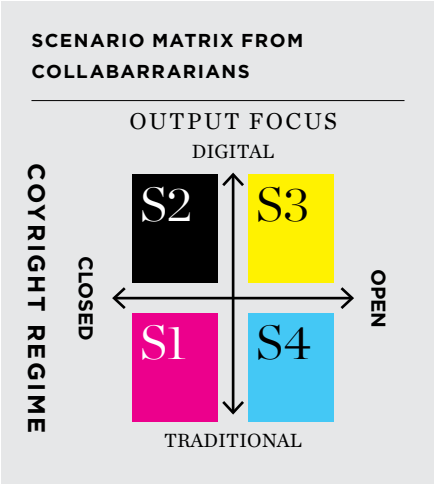 SCENARIO MATRIX FROM
COLLABARRARIANS
OUTPUT FOCUS
DIGITAL
COYRIGHT REGIME
CLOSED
S2
S3
OPEN
S1
S4
TRADITIONAL